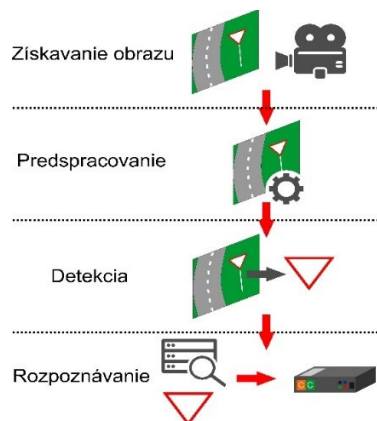 Získavanie obrazu
Predspracovanie
Detekcia
Rozpoznávanie
C C